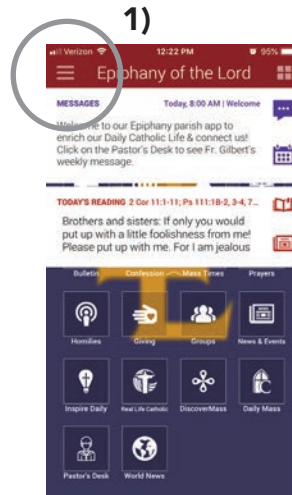 1)
Verizon 12:22 PM 95%
Epiphany of the Lord
MESSAGES Today, 8:00 AM | Welcome
Welcome to our Epiphany parish app to
enrich our Daily Catholic Life & connect us!
Click on the Pastor's Desk to see Fr. Gilbert's
weekly message.
TODAY'S READING 2 Cor 11:1-11; Ps 111:1B-2, 3-4, 7...
Brothers and sisters: If only you would
put up with a little foolishness from me!
Please put up with me. For I am jealous
Bulletin Confession Mass Times Prayers
Homilies Giving Groups News & Events
Inspire Daily Real Life Catholic DiscoverMass Daily Mass
Pastor's Desk World News